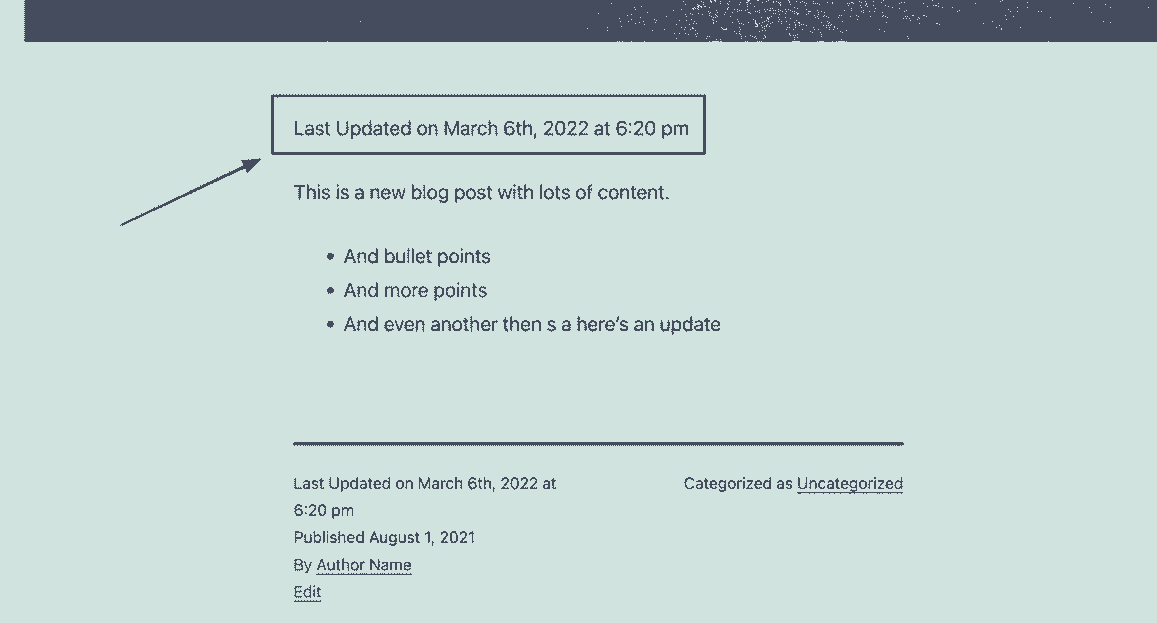 Last Updated on March 6th, 2022 at 6:20 pm
This is a new blog post with lots of content.
• And bullet points
• And more points
• And even another then s a here's an update
Last Updated on March 6th, 2022 at
6:20 pm
Published August 1, 2021
By Author Name
Edit
Categorized as Uncategorized